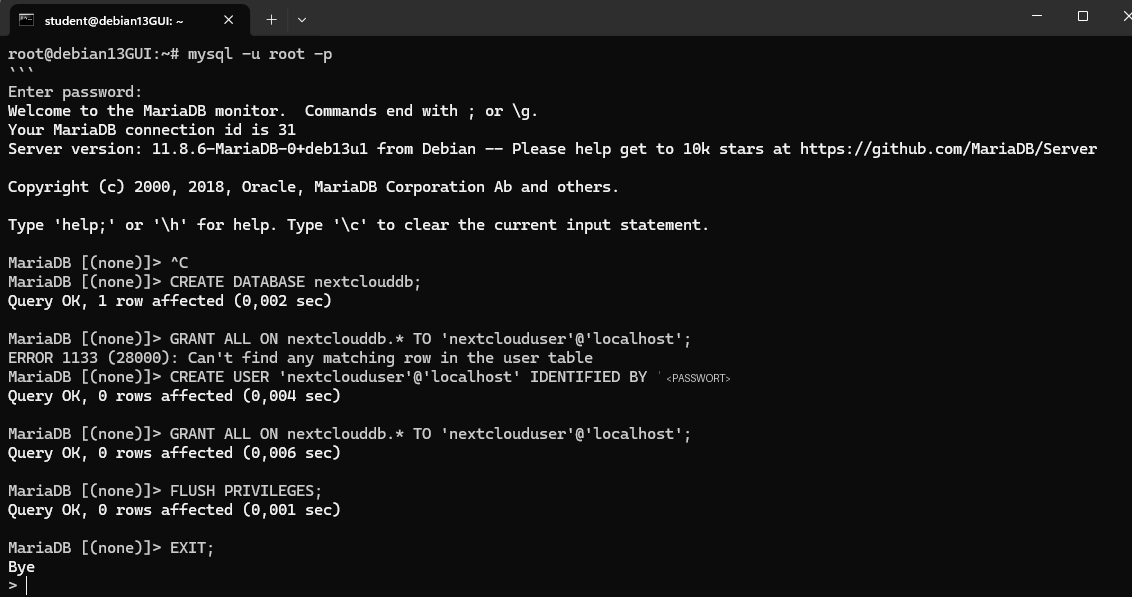 student@debian13GUI: ~
root@debian13GUI:~# mysql -u root -p
```
Enter password:
Welcome to the MariaDB monitor.  Commands end with ; or \g.
Your MariaDB connection id is 31
Server version: 11.8.6-MariaDB-0+deb13u1 from Debian -- Please help get to 10k stars at https://github.com/MariaDB/Server

Copyright (c) 2000, 2018, Oracle, MariaDB Corporation Ab and others.

Type 'help;' or '\h' for help. Type '\c' to clear the current input statement.

MariaDB [(none)]> ^C
MariaDB [(none)]> CREATE DATABASE nextclouddb;
Query OK, 1 row affected (0,002 sec)

MariaDB [(none)]> GRANT ALL ON nextclouddb.* TO 'nextclouduser'@'localhost';
ERROR 1133 (28000): Can't find any matching row in the user table
MariaDB [(none)]> CREATE USER 'nextclouduser'@'localhost' IDENTIFIED BY '<PASSWORT>
Query OK, 0 rows affected (0,004 sec)

MariaDB [(none)]> GRANT ALL ON nextclouddb.* TO 'nextclouduser'@'localhost';
Query OK, 0 rows affected (0,006 sec)

MariaDB [(none)]> FLUSH PRIVILEGES;
Query OK, 0 rows affected (0,001 sec)

MariaDB [(none)]> EXIT;
Bye
>